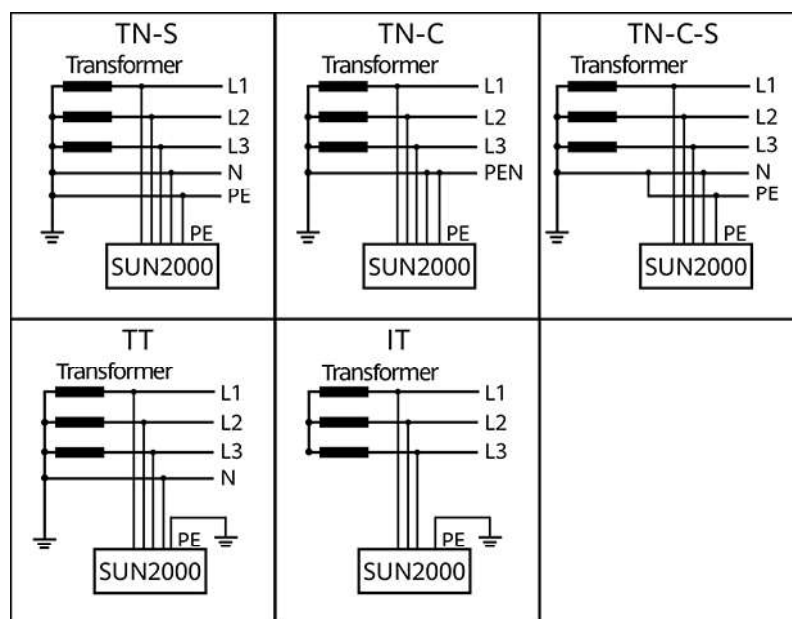 TN-S
Transformer
L1
L2
L3
N
PE
PE
SUN2000
TN-C
Transformer
L1
L2
L3
PEN
PE
SUN2000
TN-C-S
Transformer
L1
L2
L3
N
PE
PE
SUN2000
TT
Transformer
L1
L2
L3
N
PE
SUN2000
IT
Transformer
L1
L2
L3
PE
SUN2000